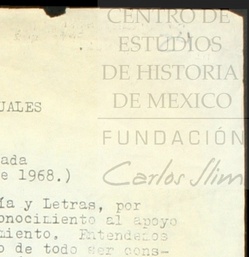 CENTRO DE
ESTUDIOS
DE HISTORIA
DE MEXICO
FUNDACIÓN
Carlos Slim
UALES
ada
e 1968.)
ía y Letras, por
onocimiento al apoyo
miento. Entendemos
o de todo ser cons-